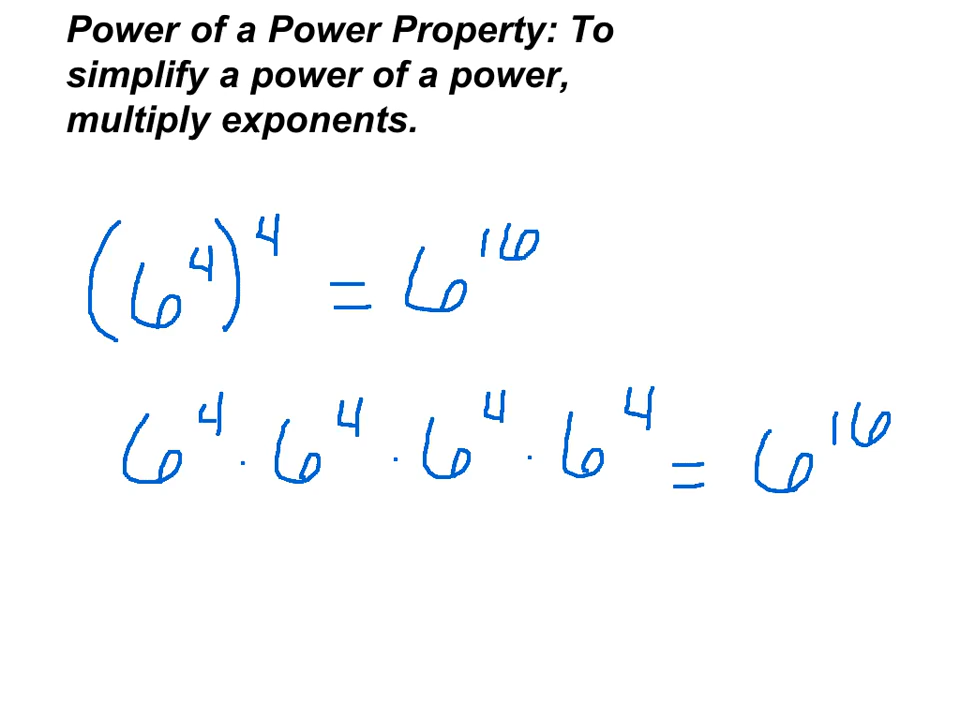 Power of a Power Property: To
simplify a power of a power,
multiply exponents.
(6⁴)⁴ = 6¹⁶
6⁴ · 6⁴ · 6⁴ · 6⁴ = 6¹⁶